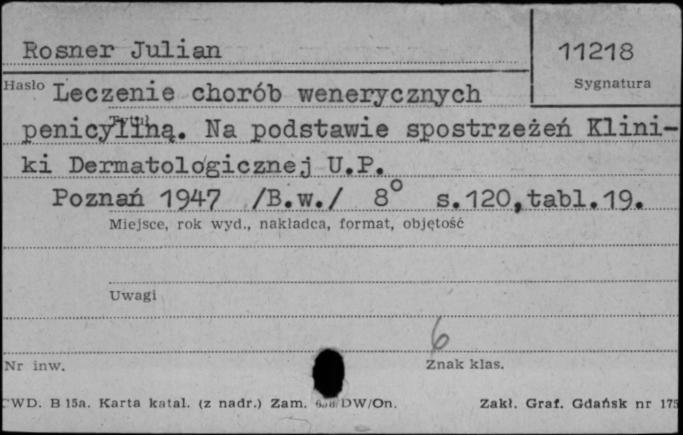 Rosner Julian
11218
Hasło
Sygnatura
Leczenie chorób wenerycznych
Tytuł
penicyliną. Na podstawie spostrzeżeń Klini-
ki Dermatologicznej U.P.
Poznań 1947 /B.w./ 8° s.120,tabl.19.
Miejsce, rok wyd., nakładca, format, objętość
Uwagi
6
Nr inw.
Znak klas.
CWD. B 15a. Karta katal. (z nadr.) Zam. DW/On.
Zakł. Graf. Gdańsk nr 175